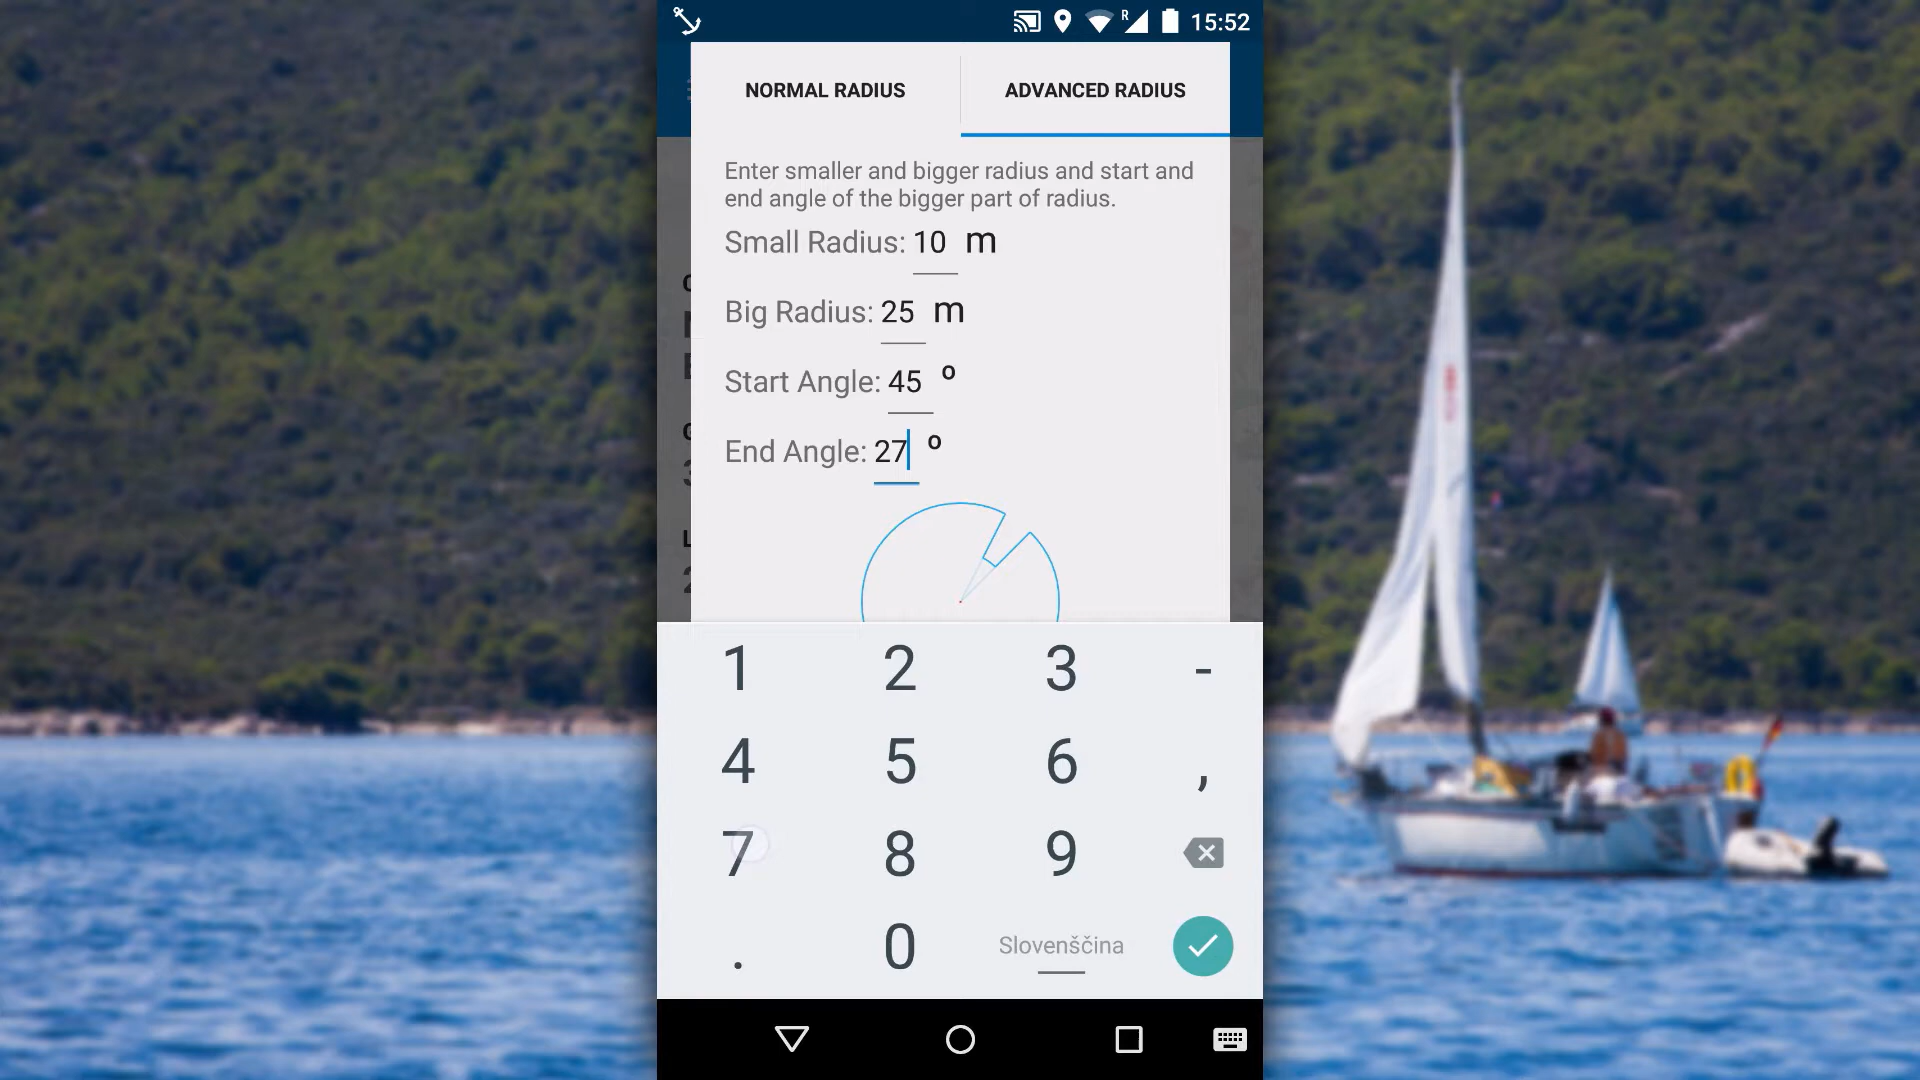 R 15:52
NORMAL RADIUS
ADVANCED RADIUS
Enter smaller and bigger radius and start and
end angle of the bigger part of radius.
Small Radius: 10 m
Big Radius: 25 m
Start Angle: 45 º
End Angle: 27 º
1 2 3 -
4 5 6 ,
7 8 9
. 0 Slovenščina